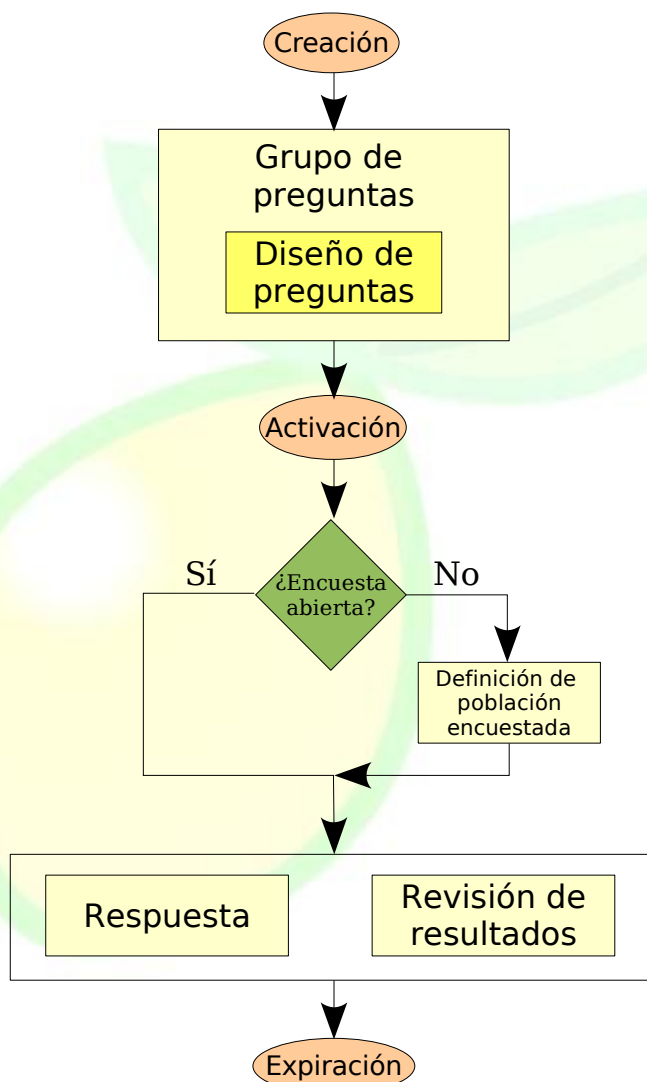 Creación
Grupo de
preguntas
Diseño de
preguntas
Activación
¿Encuesta
abierta?
Sí
No
Definición de
población
encuestada
Respuesta
Revisión de
resultados
Expiración